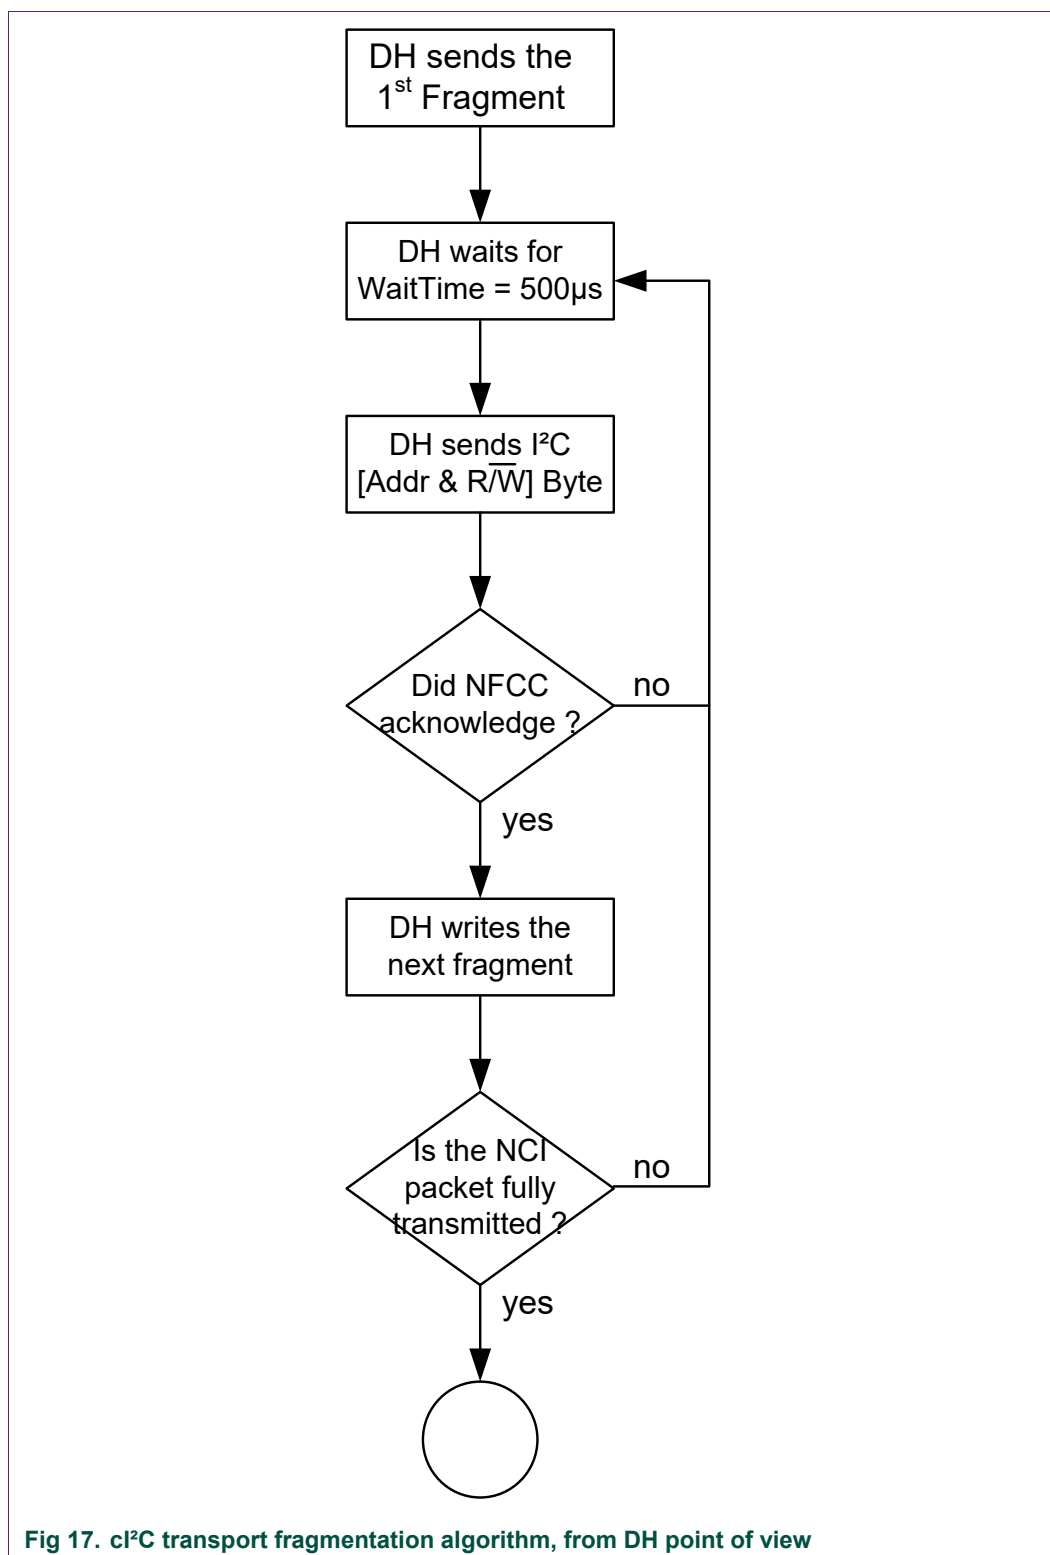 DH sends the
1st Fragment
DH waits for
WaitTime = 500µs
DH sends I²C
[Addr & R/W̅] Byte
Did NFCC
acknowledge ?
no
yes
DH writes the
next fragment
Is the NCI
packet fully
transmitted ?
no
yes
Fig 17. cI²C transport fragmentation algorithm, from DH point of view